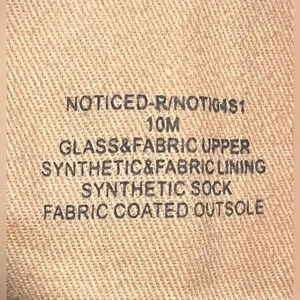 NOTICED-R/NOTI04S1
10M
GLASS&FABRIC UPPER
SYNTHETIC&FABRIC LINING
SYNTHETIC SOCK
FABRIC COATED OUTSOLE